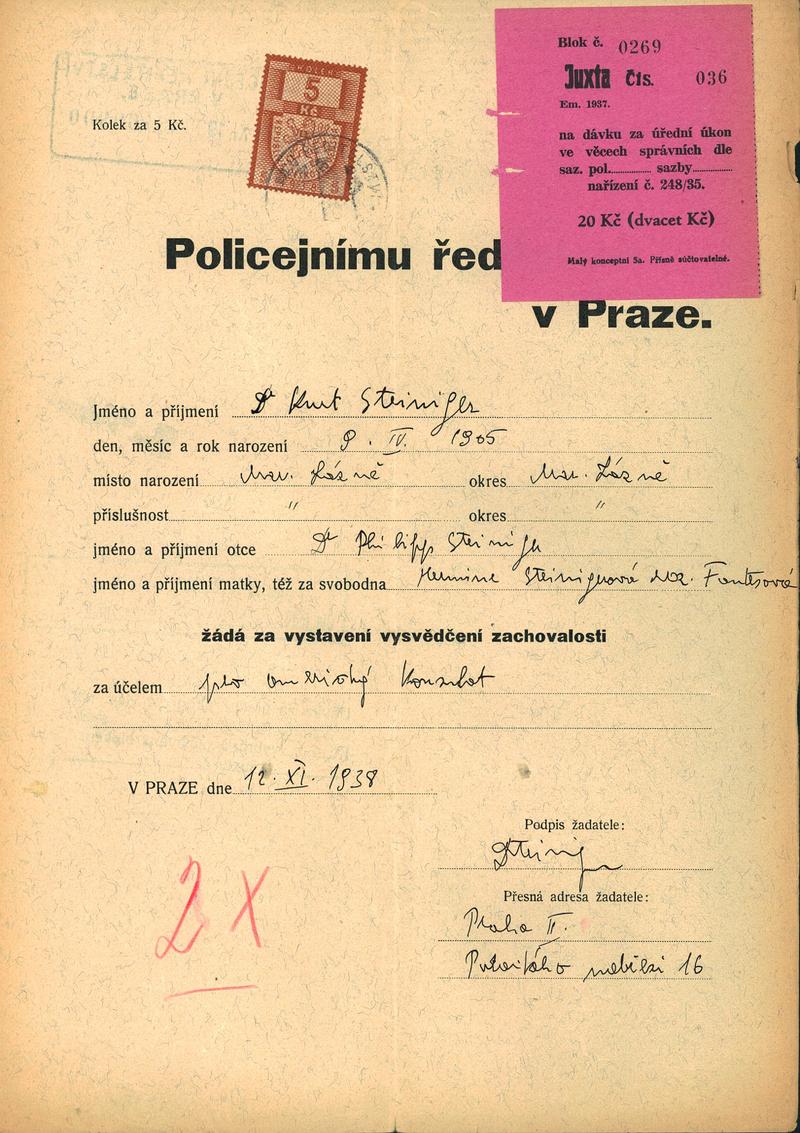 Blok č. 0269
Juxta čís. 036
Em. 1937.
na dávku za úřední úkon
ve věcech správních dle
saz. pol. sazby
nařízení č. 248/35.
20 Kč (dvacet Kč)
Malý konceptní 5a. Přísně súčtovatelné.
KOLEK
5
Kč
Kolek za 5 Kč.
Policejnímu řed
v Praze.
Jméno a příjmení Dr Kurt Steiniger
den, měsíc a rok narození 9. IV. 1905
místo narození Mar. Lázně okres Mar. Lázně
příslušnost " okres "
jméno a příjmení otce Dr Philipp Steiniger
jméno a příjmení matky, též za svobodna Hermine Steinigerová roz. Fantesová
žádá za vystavení vysvědčení zachovalosti
za účelem pro americký Konsulat
V PRAZE dne 12. XI. 1938
Podpis žadatele:
DrSteiniger
Přesná adresa žadatele:
Praha II.
nábřeží 16
2 X